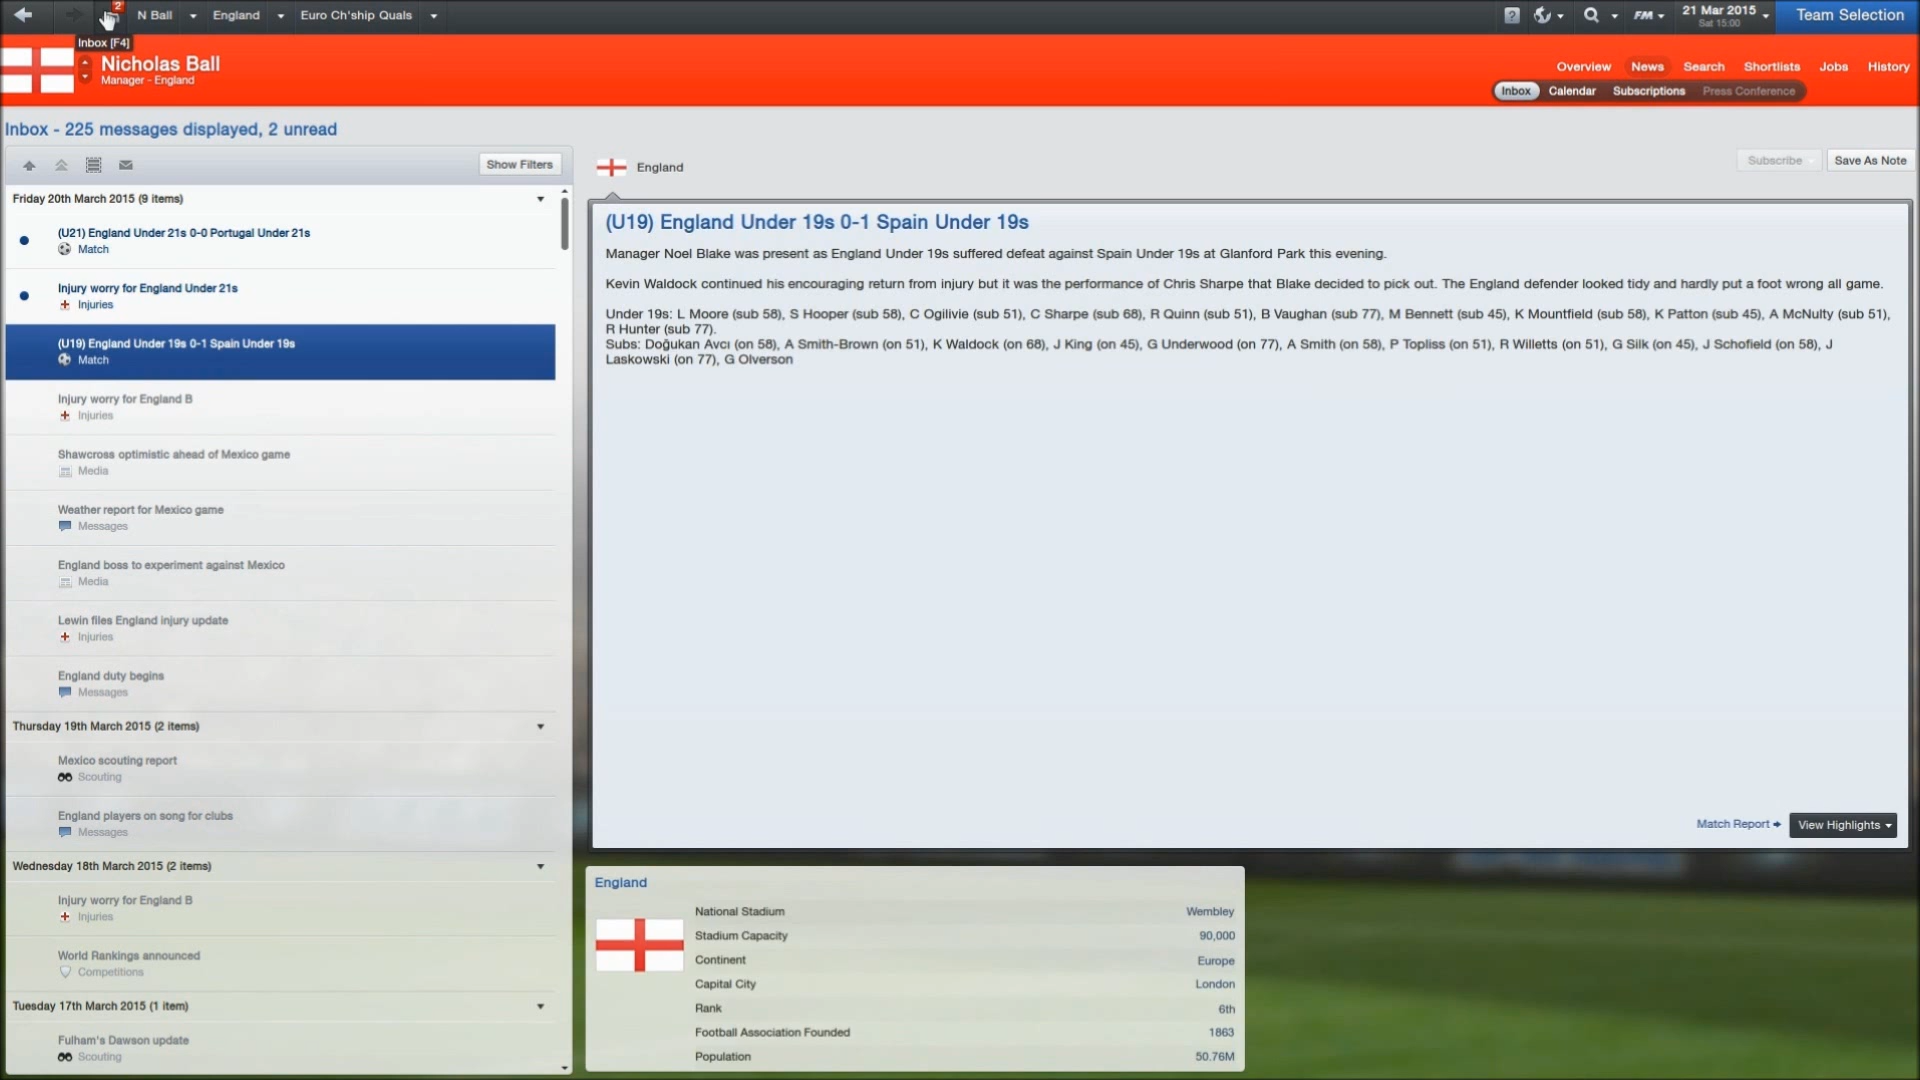 2
N Ball
England
Euro Ch'ship Quals
FM
21 Mar 2015
Sat 15:00
Team Selection
Inbox [F4]
Nicholas Ball
Manager - England
Overview News Search Shortlists Jobs History
Inbox Calendar Subscriptions Press Conference
Inbox - 225 messages displayed, 2 unread
Show Filters
Friday 20th March 2015 (9 items)
(U21) England Under 21s 0-0 Portugal Under 21s
Match
Injury worry for England Under 21s
Injuries
(U19) England Under 19s 0-1 Spain Under 19s
Match
Injury worry for England B
Injuries
Shawcross optimistic ahead of Mexico game
Media
Weather report for Mexico game
Messages
England boss to experiment against Mexico
Media
Lewin files England injury update
Injuries
England duty begins
Messages
Thursday 19th March 2015 (2 items)
Mexico scouting report
Scouting
England players on song for clubs
Messages
Wednesday 18th March 2015 (2 items)
Injury worry for England B
Injuries
World Rankings announced
Competitions
Tuesday 17th March 2015 (1 item)
Fulham's Dawson update
Scouting
England
Subscribe
Save As Note
(U19) England Under 19s 0-1 Spain Under 19s
Manager Noel Blake was present as England Under 19s suffered defeat against Spain Under 19s at Glanford Park this evening.
Kevin Waldock continued his encouraging return from injury but it was the performance of Chris Sharpe that Blake decided to pick out. The England defender looked tidy and hardly put a foot wrong all game.
Under 19s: L Moore (sub 58), S Hooper (sub 58), C Ogilivie (sub 51), C Sharpe (sub 68), R Quinn (sub 51), B Vaughan (sub 77), M Bennett (sub 45), K Mountfield (sub 58), K Patton (sub 45), A McNulty (sub 51),
R Hunter (sub 77).
Subs: Doğukan Avcı (on 58), A Smith-Brown (on 51), K Waldock (on 68), J King (on 45), G Underwood (on 77), A Smith (on 58), P Topliss (on 51), R Willetts (on 51), G Silk (on 45), J Schofield (on 58), J
Laskowski (on 77), G Olverson
Match Report
View Highlights
England
National Stadium Wembley
Stadium Capacity 90,000
Continent Europe
Capital City London
Rank 6th
Football Association Founded 1863
Population 50.76M